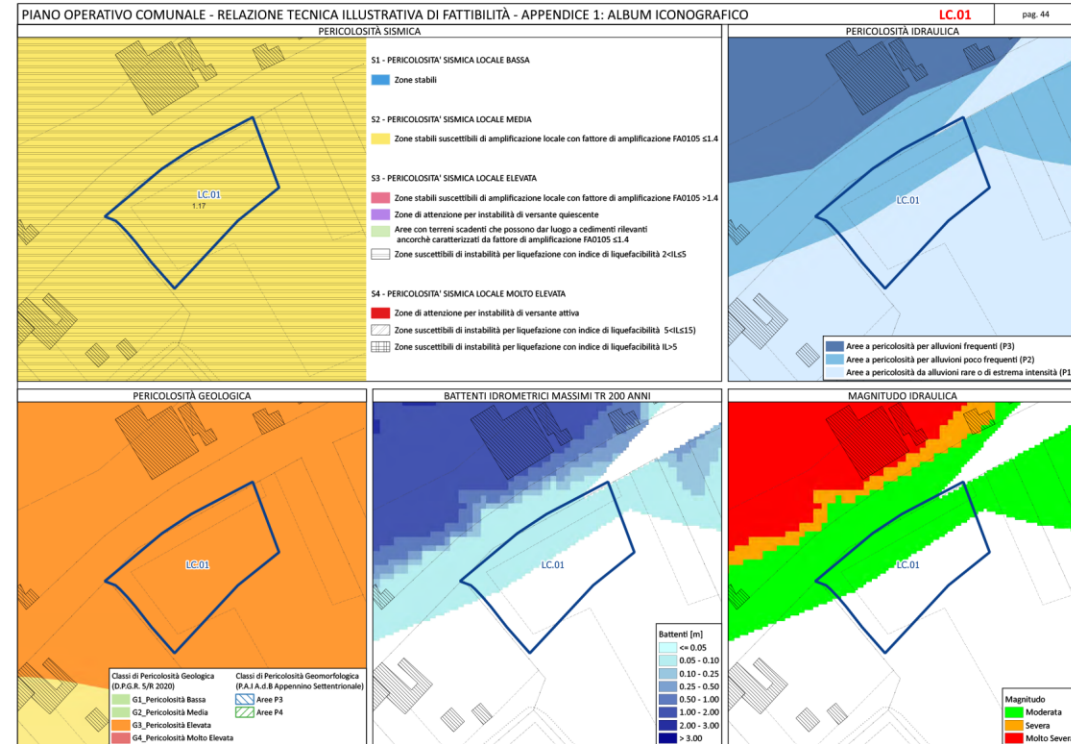 PIANO OPERATIVO COMUNALE - RELAZIONE TECNICA ILLUSTRATIVA DI FATTIBILITÀ - APPENDICE 1: ALBUM ICONOGRAFICO
LC.01
pag. 44
PERICOLOSITÀ SISMICA
LC.01
1.17
S1 - PERICOLOSITA' SISMICA LOCALE BASSA
Zone stabili
S2 - PERICOLOSITA' SISMICA LOCALE MEDIA
Zone stabili suscettibili di amplificazione locale con fattore di amplificazione FA0105 ≤1.4
S3 - PERICOLOSITA' SISMICA LOCALE ELEVATA
Zone stabili suscettibili di amplificazione locale con fattore di amplificazione FA0105 >1.4
Zone di attenzione per instabilità di versante quiescente
Aree con terreni scadenti che possono dar luogo a cedimenti rilevanti
ancorchè caratterizzati da fattore di amplificazione FA0105 ≤1.4
Zone suscettibili di instabilità per liquefazione con indice di liquefacibilità 2<IL≤5
S4 - PERICOLOSITA' SISMICA LOCALE MOLTO ELEVATA
Zone di attenzione per instabilità di versante attiva
Zone suscettibili di instabilità per liquefazione con indice di liquefacibilità 5<IL≤15)
Zone suscettibili di instabilità per liquefazione con indice di liquefacibilità IL>5
PERICOLOSITÀ IDRAULICA
LC.01
Aree a pericolosità per alluvioni frequenti (P3)
Aree a pericolosità per alluvioni poco frequenti (P2)
Aree a pericolosità da alluvioni rare o di estrema intensità (P1
PERICOLOSITÀ GEOLOGICA
LC.01
Classi di Pericolosità Geologica
(D.P.G.R. 5/R 2020)
G1_Pericolosità Bassa
G2_Pericolosità Media
G3_Pericolosità Elevata
G4_Pericolosità Molto Elevata
Classi di Pericolosità Geomorfologica
(P.A.I A.d.B Appennino Settentrionale)
Aree P3
Aree P4
BATTENTI IDROMETRICI MASSIMI TR 200 ANNI
LC.01
Battenti [m]
<= 0.05
0.05 - 0.10
0.10 - 0.25
0.25 - 0.50
0.50 - 1.00
1.00 - 2.00
2.00 - 3.00
> 3.00
MAGNITUDO IDRAULICA
LC.01
Magnitudo
Moderata
Severa
Molto Severa